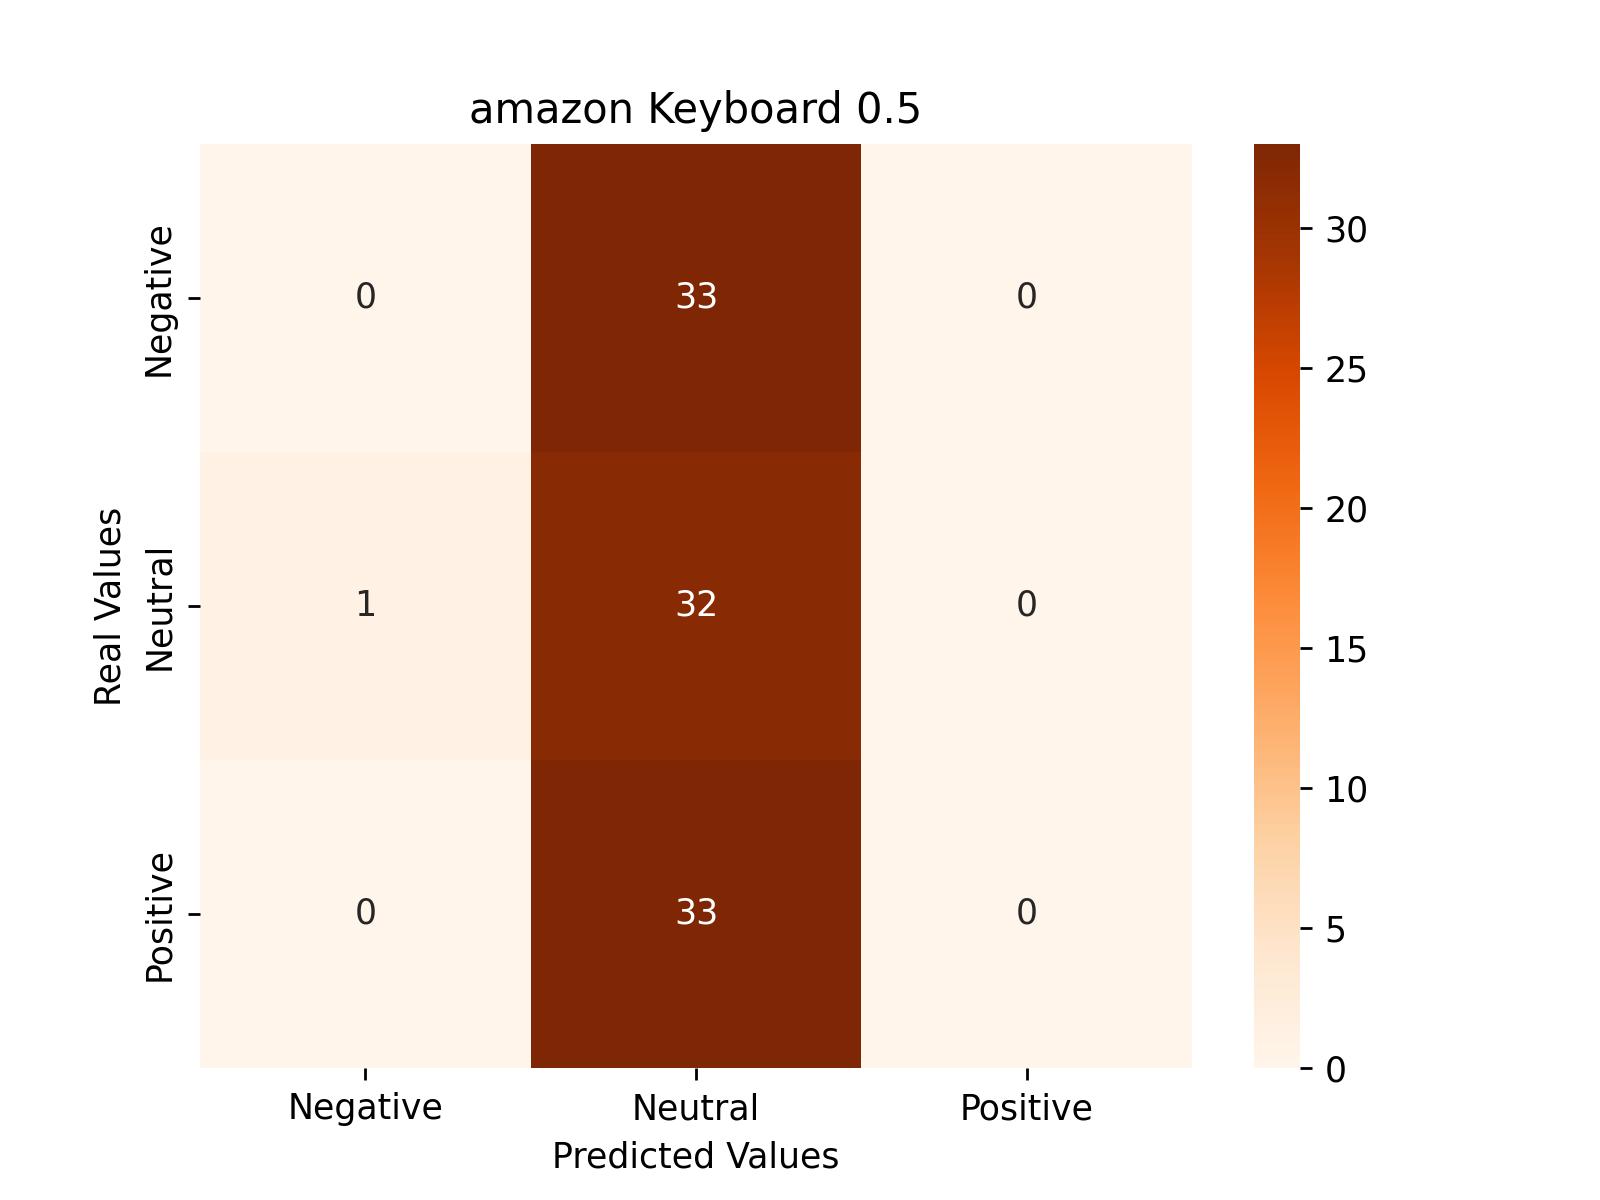 amazon Keyboard 0.5
Real Values
Negative
0 33 0
Neutral
1 32 0
Positive
0 33 0
Negative Neutral Positive
Predicted Values
30
25
20
15
10
5
0